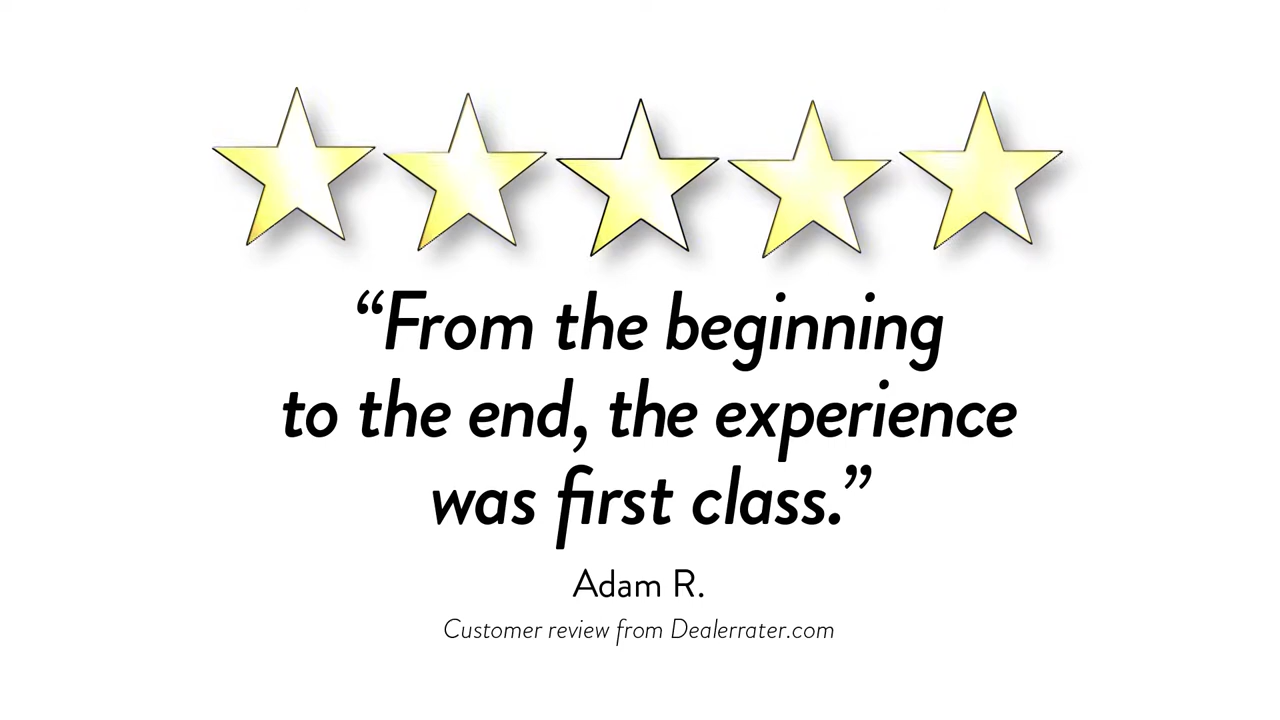 “From the beginning
to the end, the experience
was first class.”
Adam R.
Customer review from Dealerrater.com